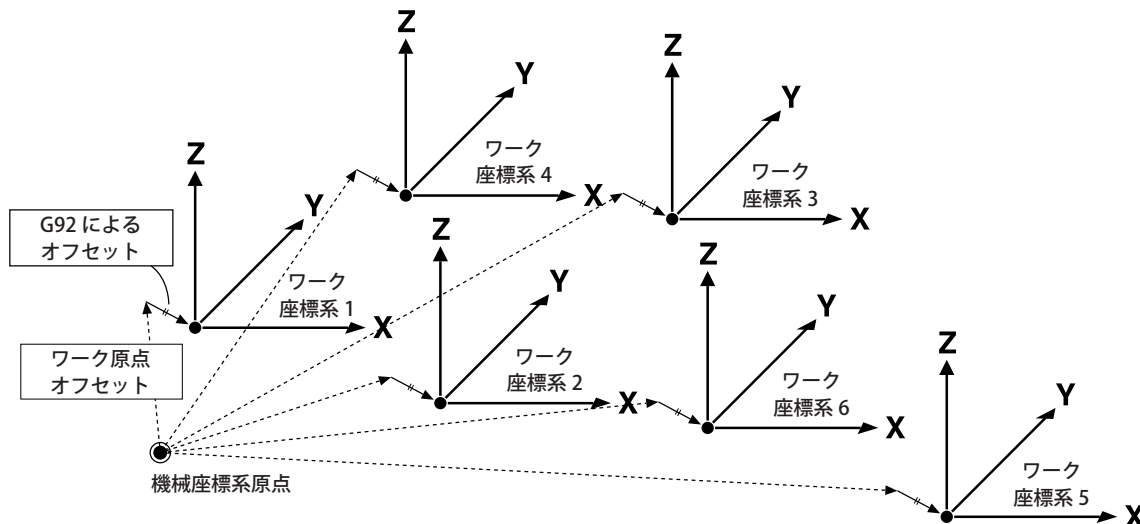 Z
Y
X
ワーク
座標系 4
Z
Y
X
ワーク
座標系 3
Z
Y
X
ワーク
座標系 1
G92 による
オフセット
Z
Y
X
ワーク
座標系 2
Z
Y
X
ワーク
座標系 6
ワーク原点
オフセット
Z
Y
X
ワーク
座標系 5
機械座標系原点